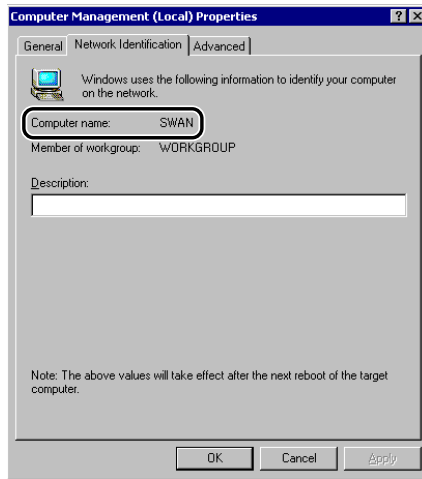 Computer Management (Local) Properties
General Network Identification Advanced
Windows uses the following information to identify your computer
on the network.
Computer name: SWAN
Member of workgroup: WORKGROUP
Description:
Note: The above values will take effect after the next reboot of the target
computer.
OK Cancel Apply